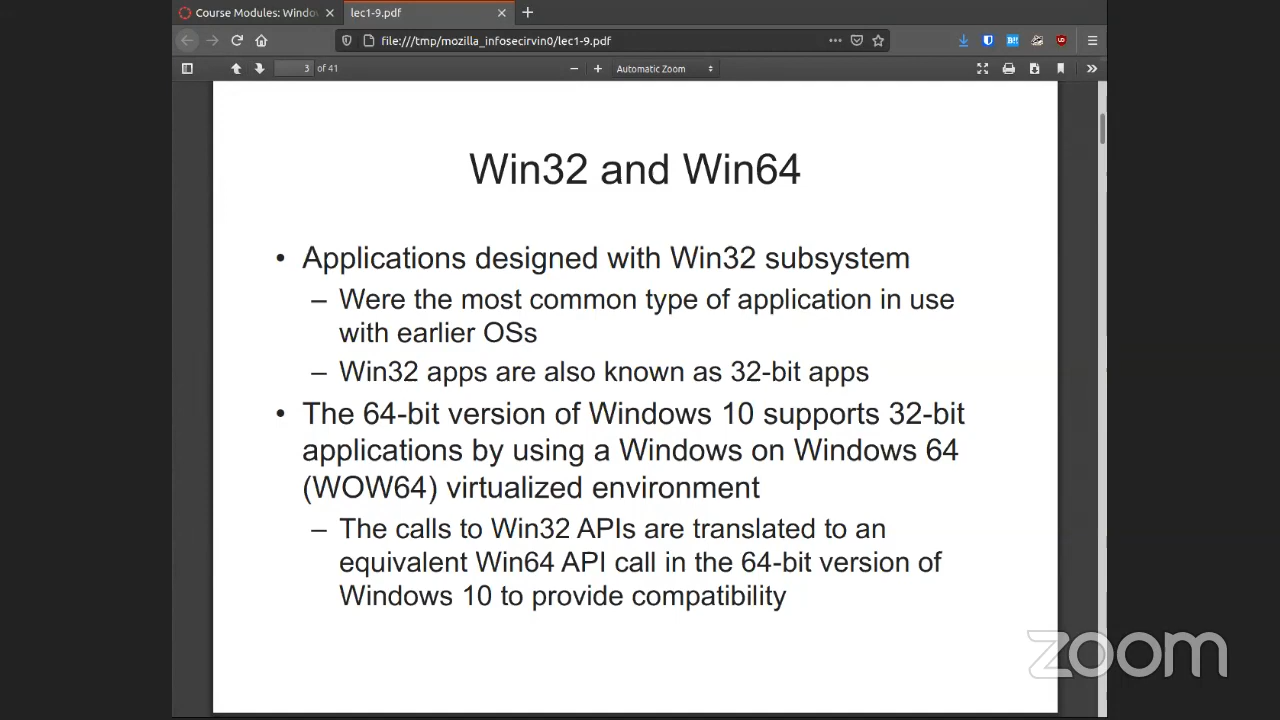 Course Modules: Windo
lec1-9.pdf
file:///tmp/mozilla_infosecirvin0/lec1-9.pdf
3 of 41
Automatic Zoom
Win32 and Win64
• Applications designed with Win32 subsystem
– Were the most common type of application in use
with earlier OSs
– Win32 apps are also known as 32-bit apps
• The 64-bit version of Windows 10 supports 32-bit
applications by using a Windows on Windows 64
(WOW64) virtualized environment
– The calls to Win32 APIs are translated to an
equivalent Win64 API call in the 64-bit version of
Windows 10 to provide compatibility
zoom